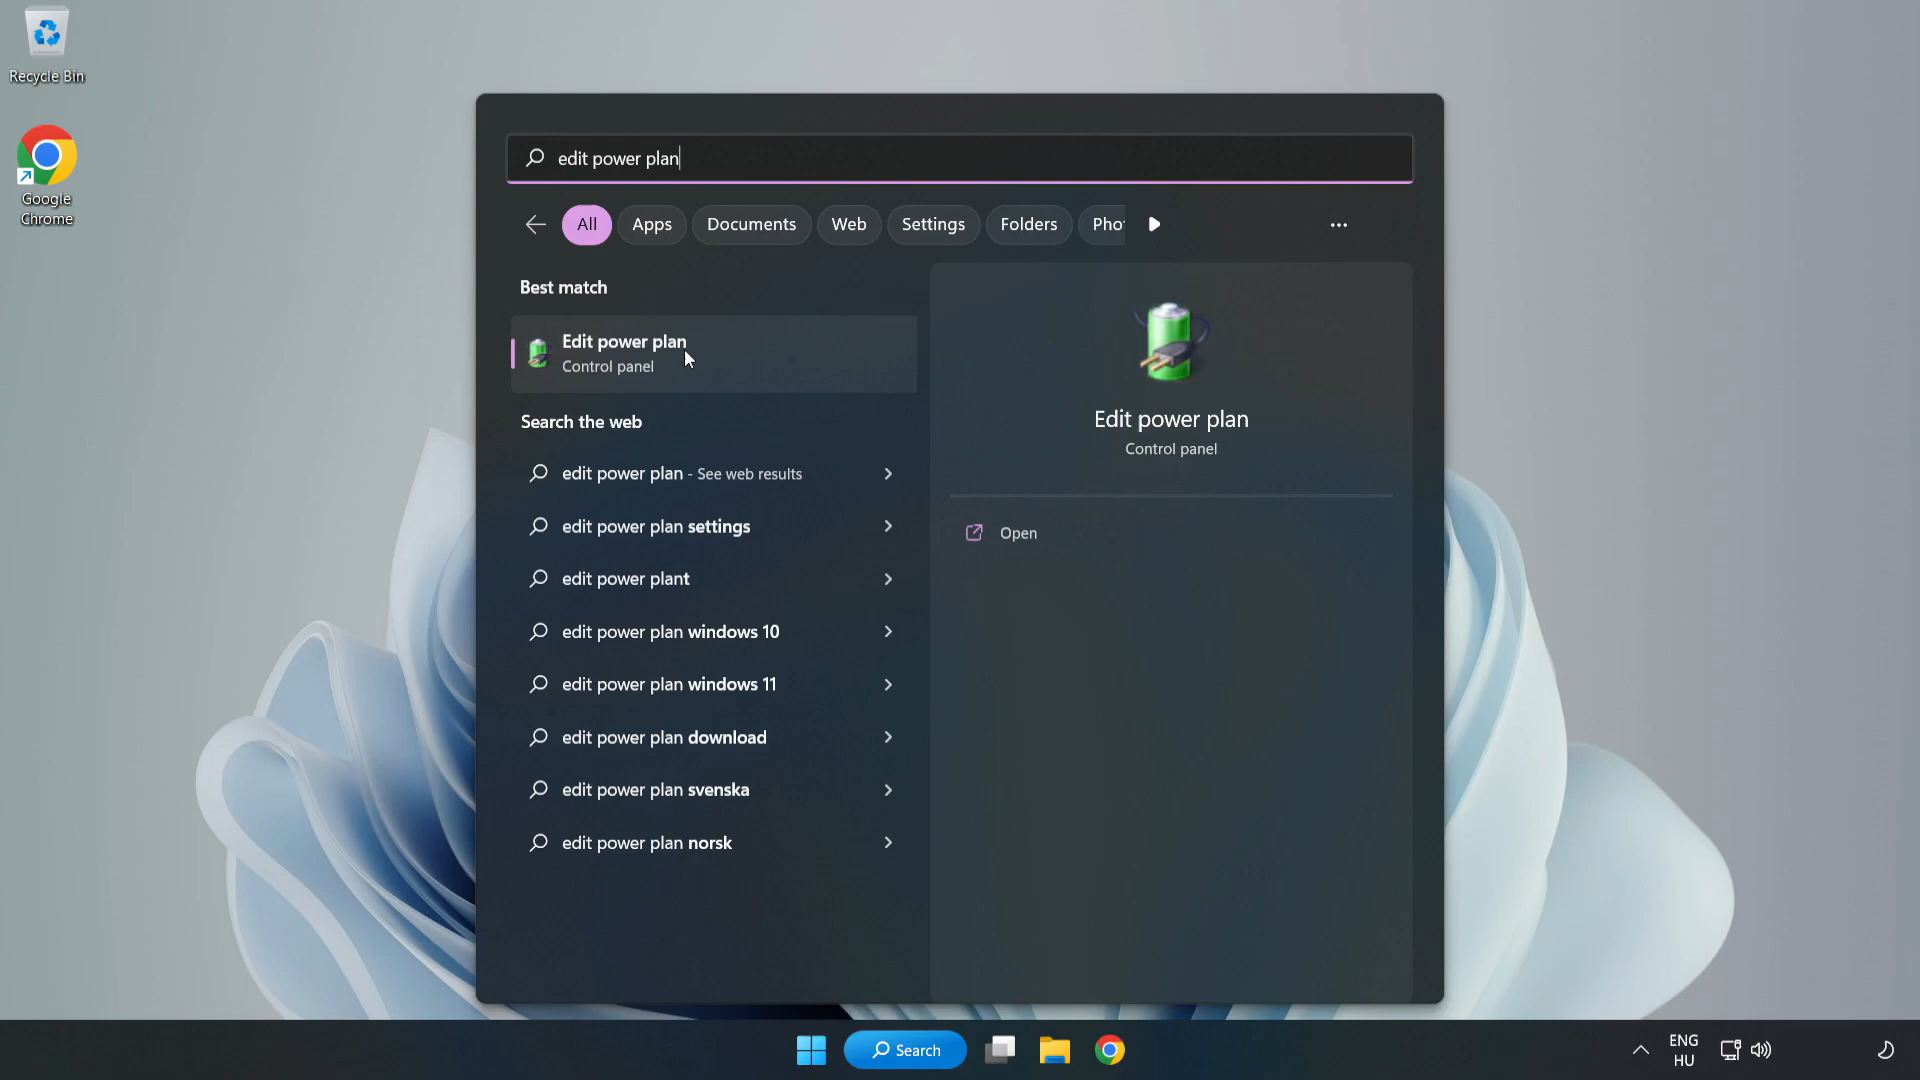 Recycle Bin
Google
Chrome
edit power plan
All Apps Documents Web Settings Folders Pho
Best match
Edit power plan
Control panel
Search the web
edit power plan - See web results
edit power plan settings
edit power plant
edit power plan windows 10
edit power plan windows 11
edit power plan download
edit power plan svenska
edit power plan norsk
Edit power plan
Control panel
Open
Search
ENG
HU